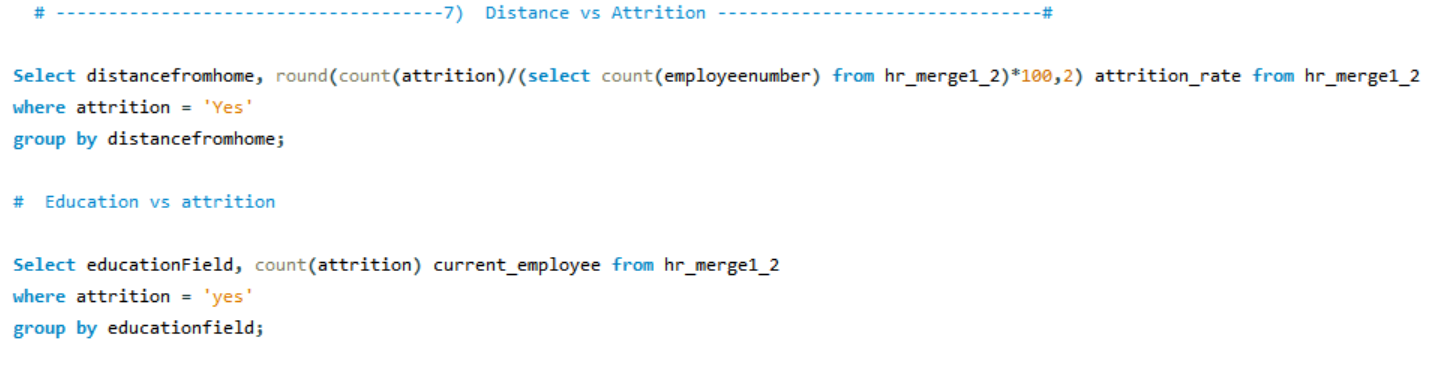 # -------------------------------------7)  Distance vs Attrition -------------------------------#
Select distancefromhome, round(count(attrition)/(select count(employeenumber) from hr_merge1_2)*100,2) attrition_rate from hr_merge1_2
where attrition = 'Yes'
group by distancefromhome;
#  Education vs attrition
Select educationField, count(attrition) current_employee from hr_merge1_2
where attrition = 'yes'
group by educationfield;